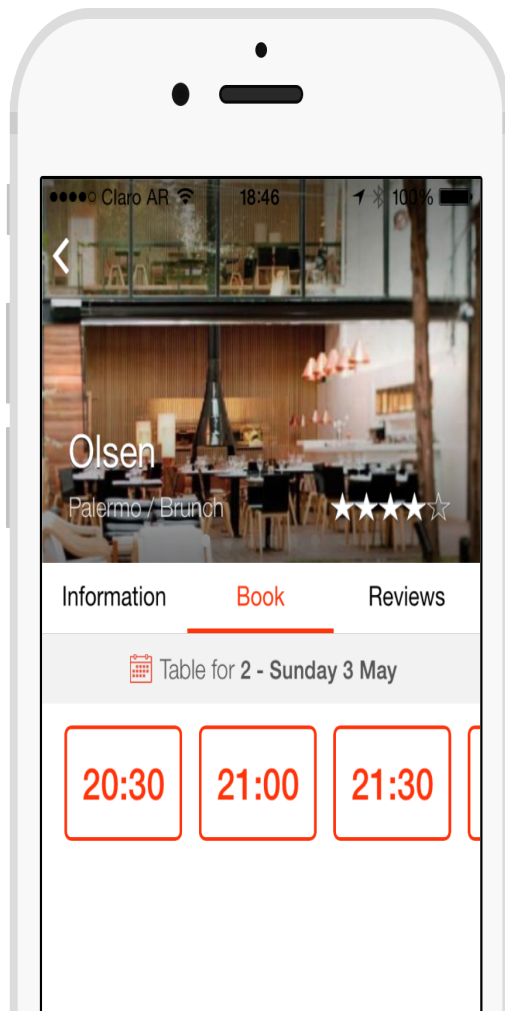 Claro AR 18:46 100%
Olsen
Palermo / Brunch
Information Book Reviews
Table for 2 - Sunday 3 May
20:30 21:00 21:30